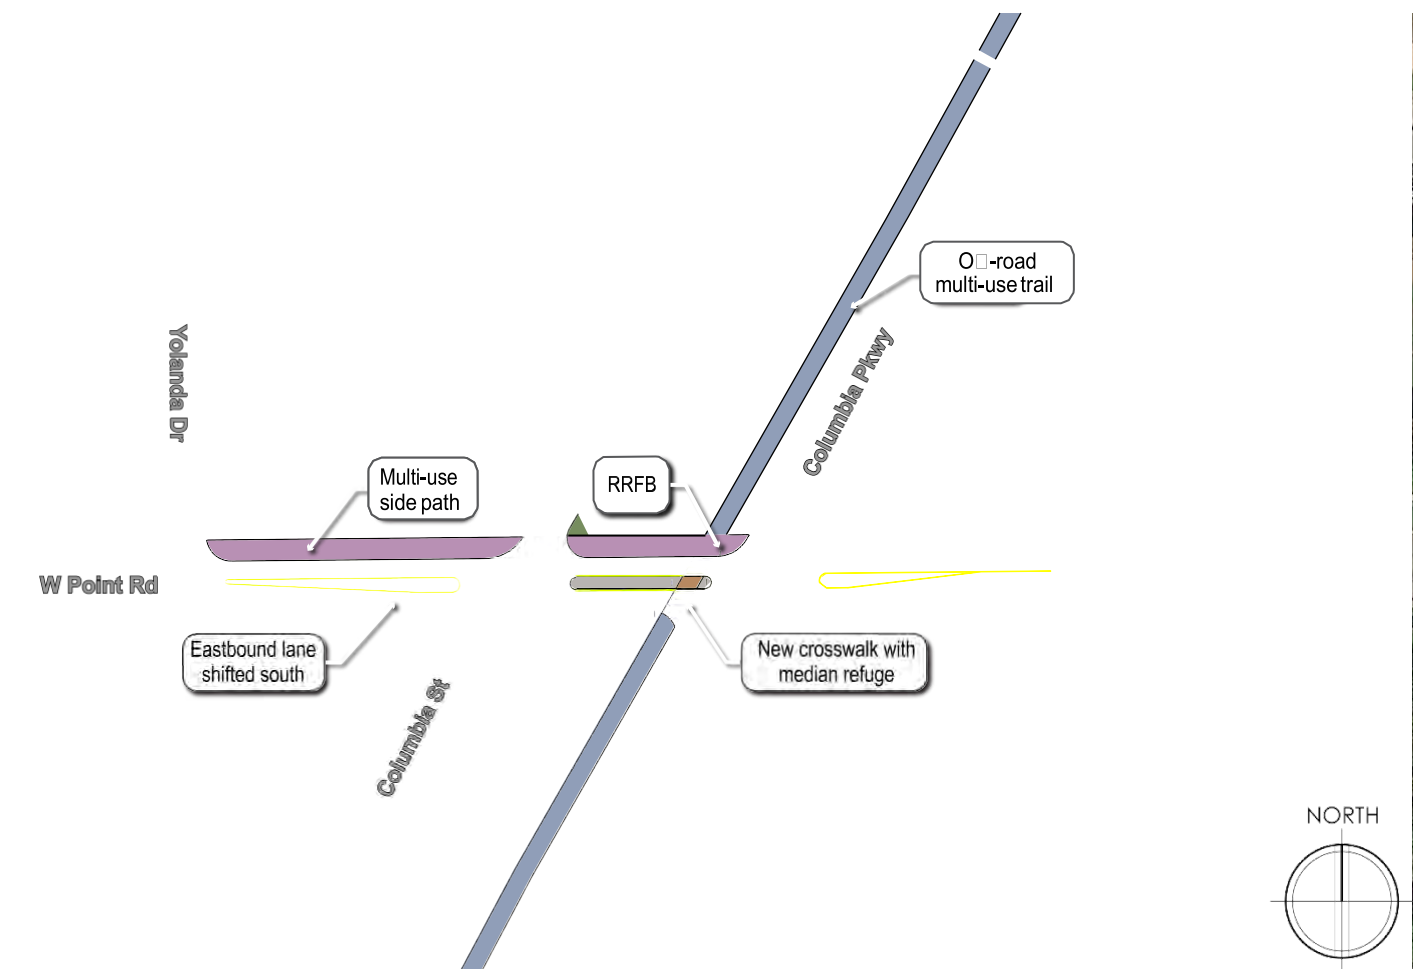 O□-road
multi-use trail
Columbia Pkwy
Yolanda Dr
Multi-use
side path
RRFB
W Point Rd
Eastbound lane
shifted south
New crosswalk with
median refuge
Columbia St
NORTH